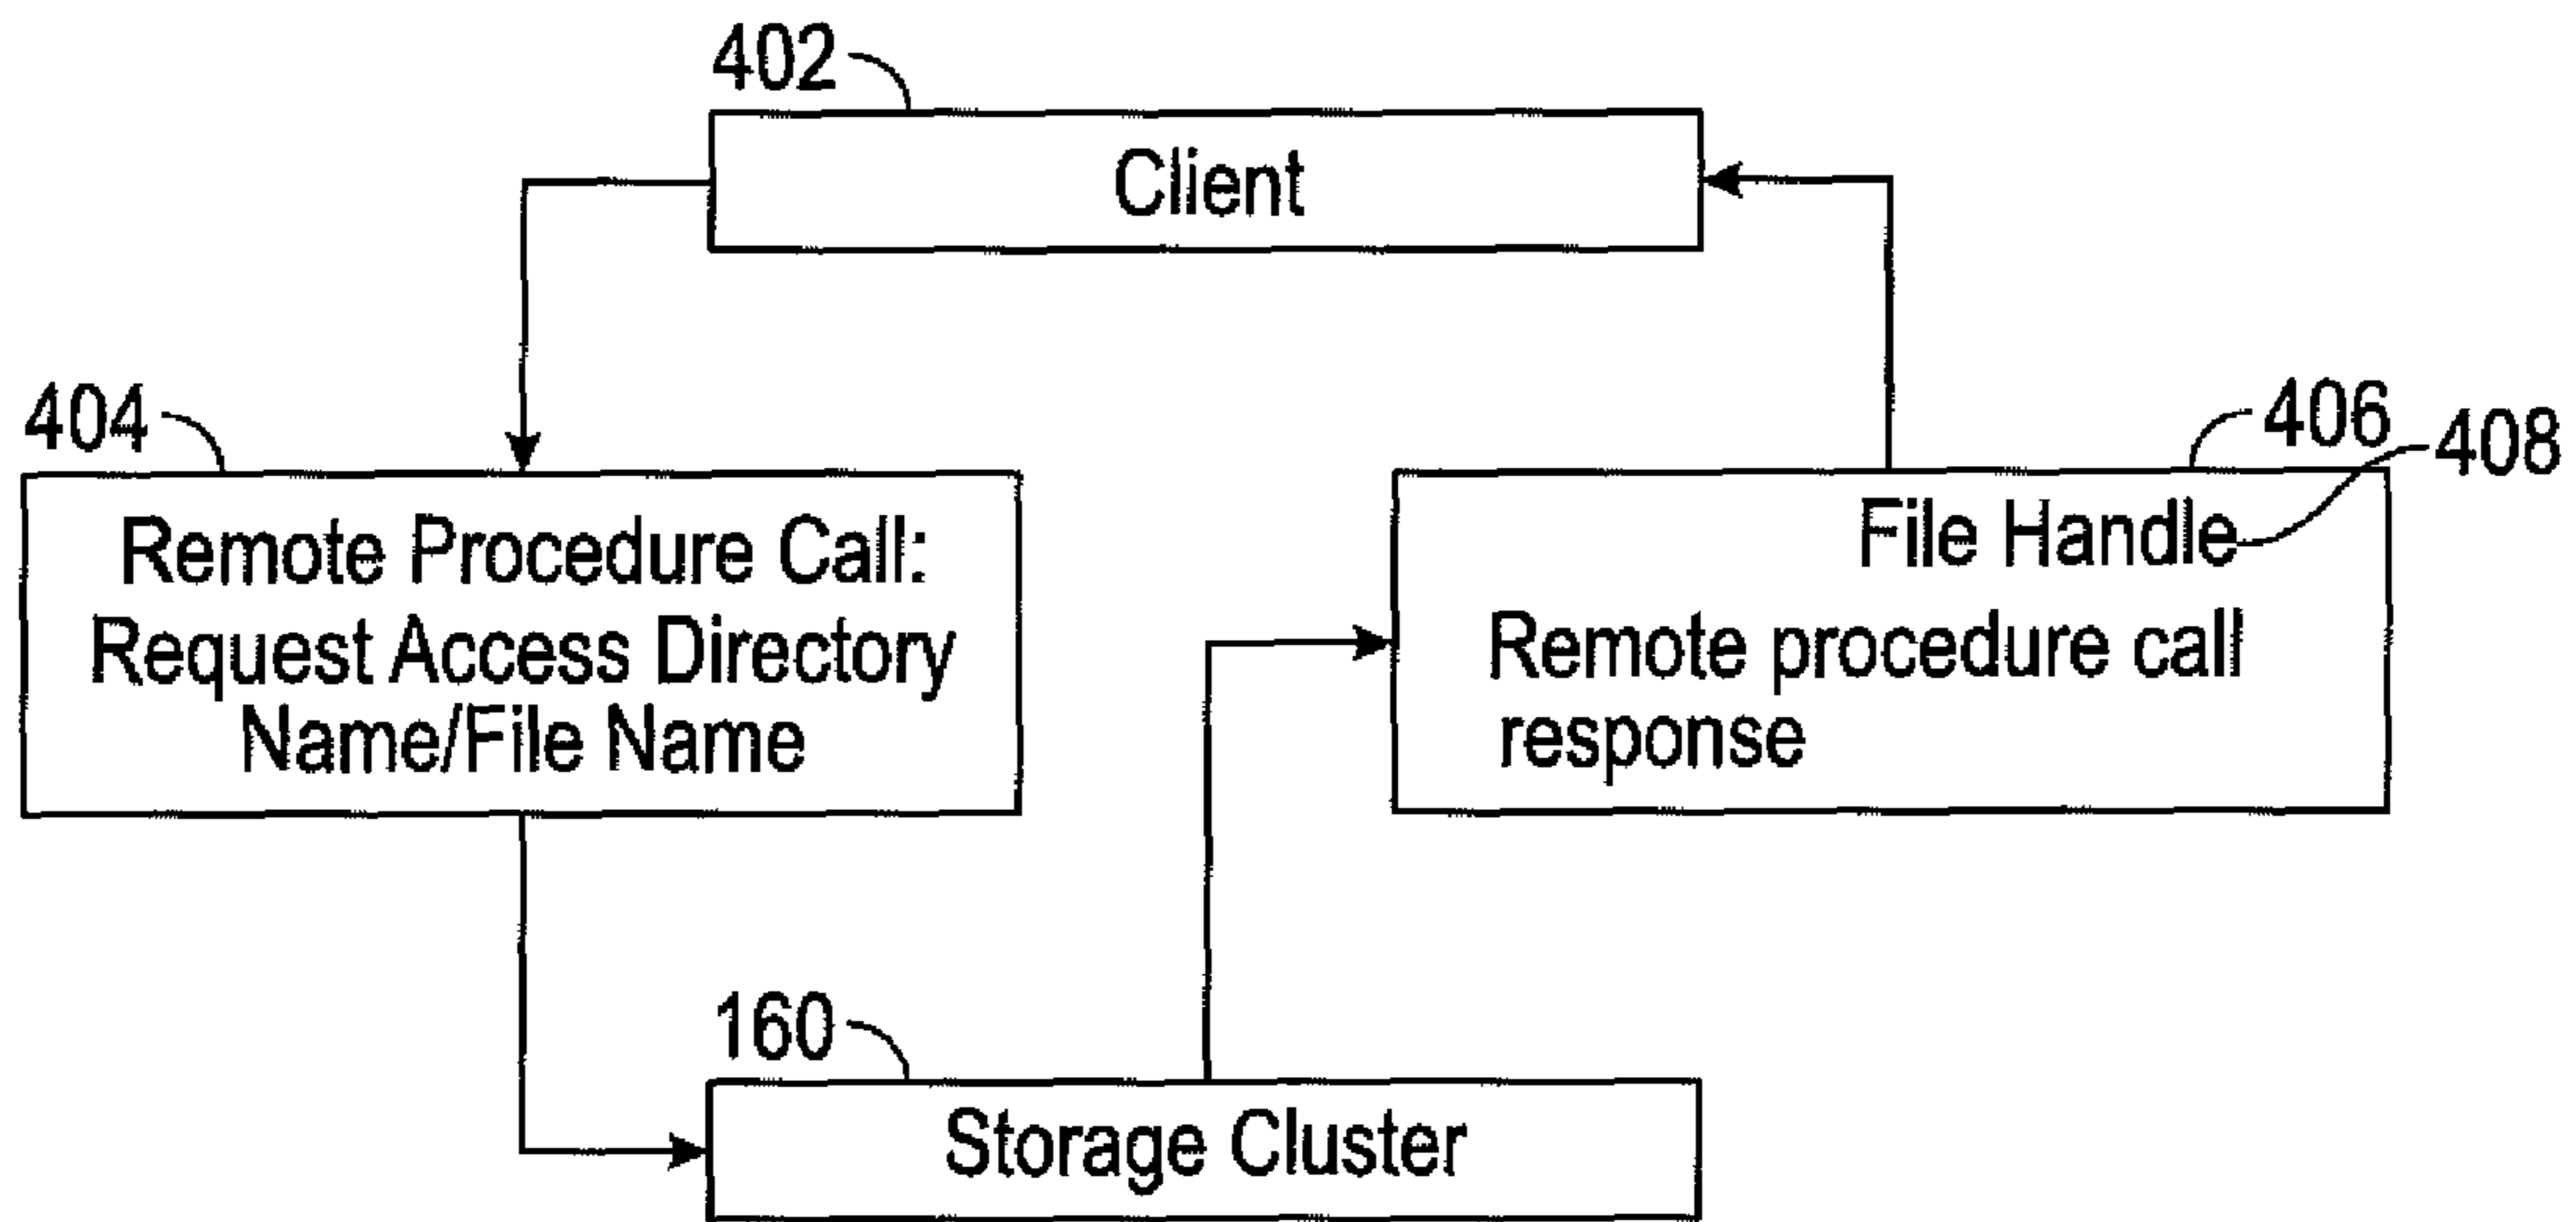 402
Client
404
406
408
Remote Procedure Call:
Request Access Directory
Name/File Name
File Handle
Remote procedure call
response
160
Storage Cluster